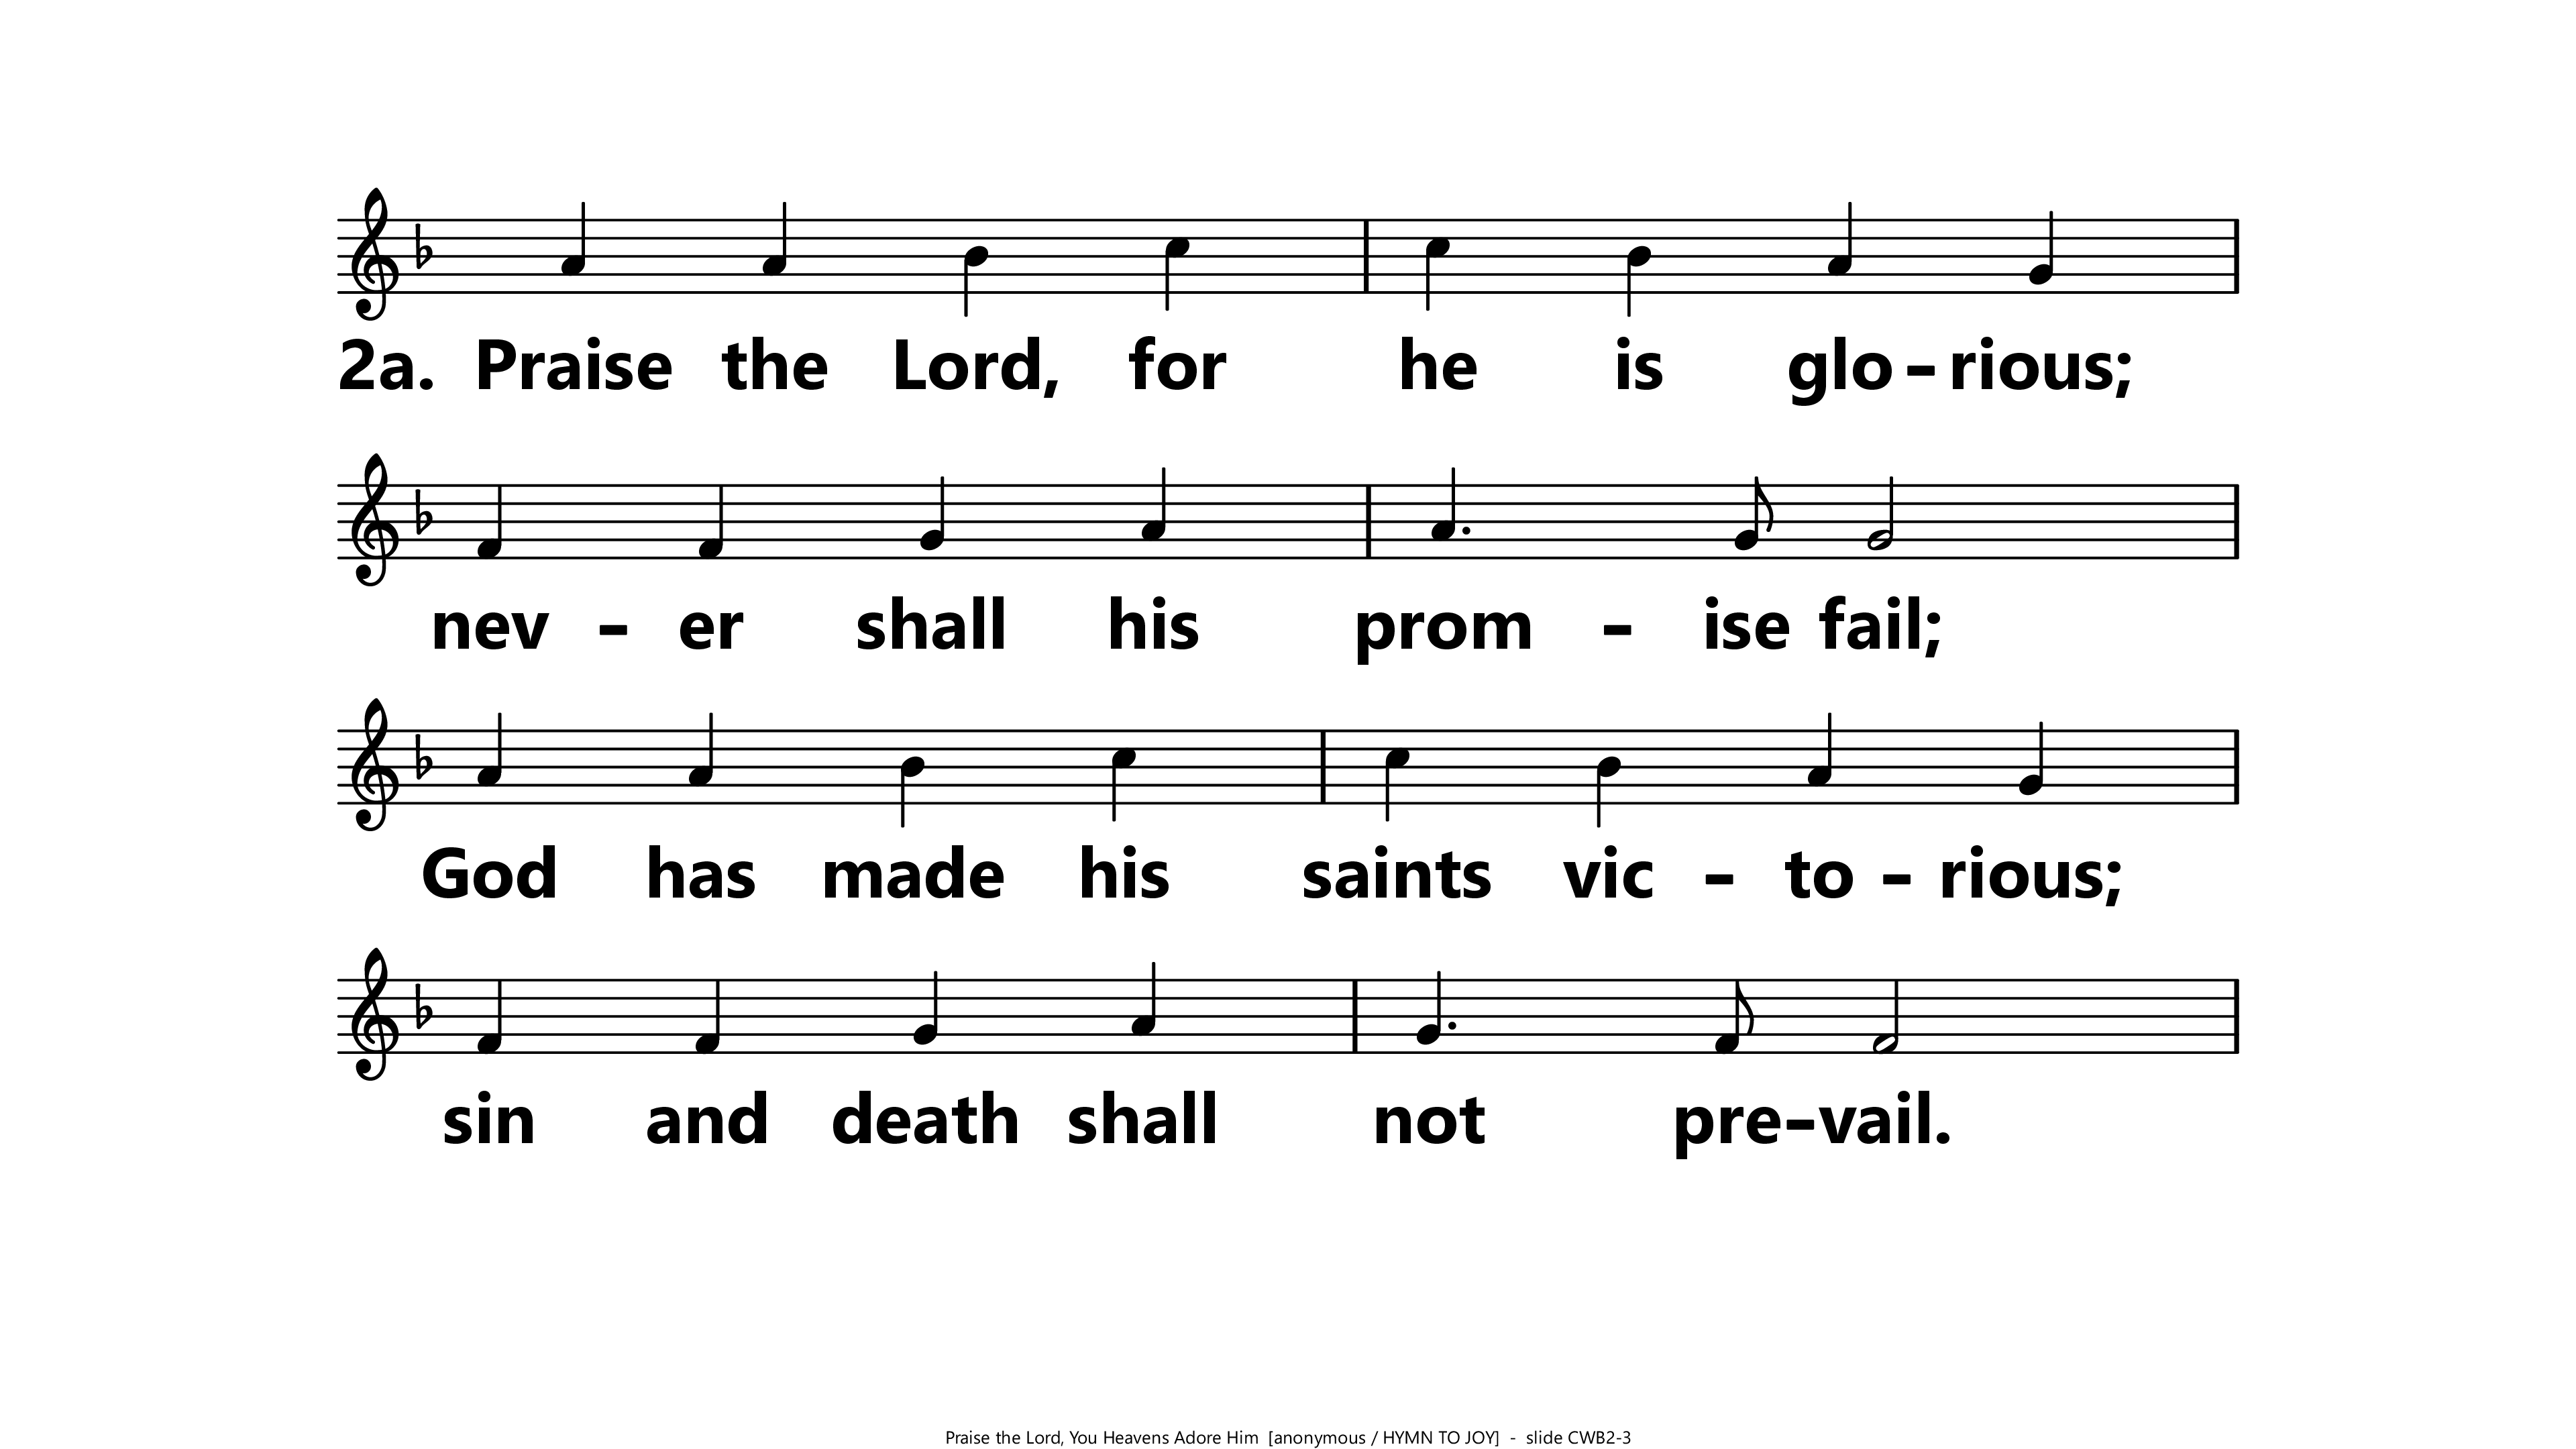 2a. Praise the Lord, for he is glo-rious;
nev - er shall his prom - ise fail;
God has made his saints vic - to - rious;
sin and death shall not pre-vail.
Praise the Lord, You Heavens Adore Him [anonymous / HYMN TO JOY] - slide CWB2-3